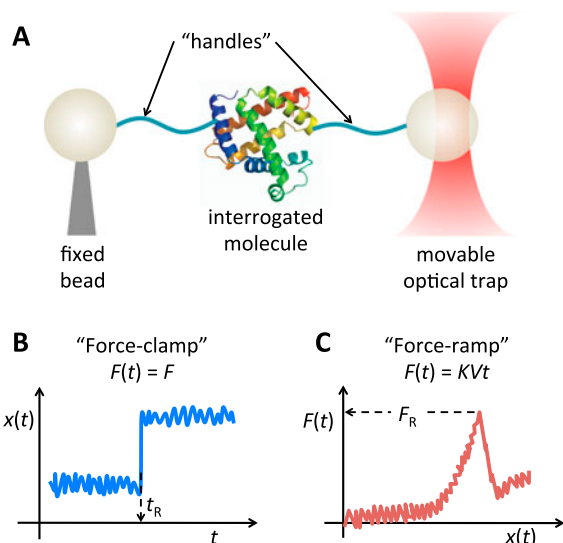 A
“handles”
interrogated
molecule
fixed
bead
movable
optical trap
B
“Force-clamp”
F(t) = F
x(t)
tR
t
C
“Force-ramp”
F(t) = KVt
F(t)
FR
x(t)